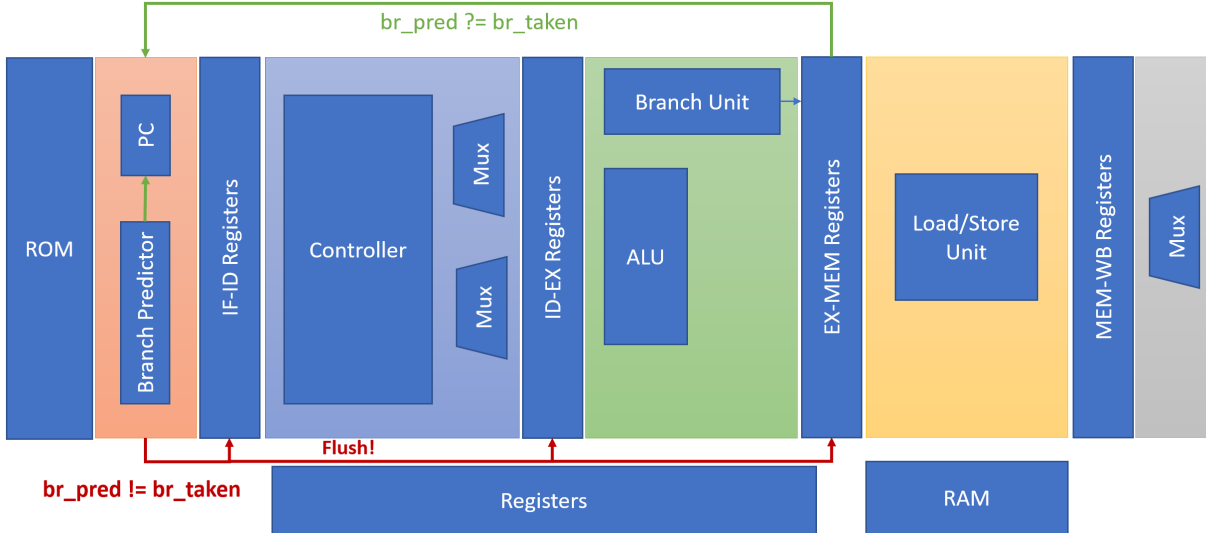 br_pred ?= br_taken
ROM
PC
Branch Predictor
IF-ID Registers
Controller
Mux
Mux
ID-EX Registers
Branch Unit
ALU
EX-MEM Registers
Load/Store
Unit
MEM-WB Registers
Mux
Flush!
br_pred != br_taken
Registers
RAM